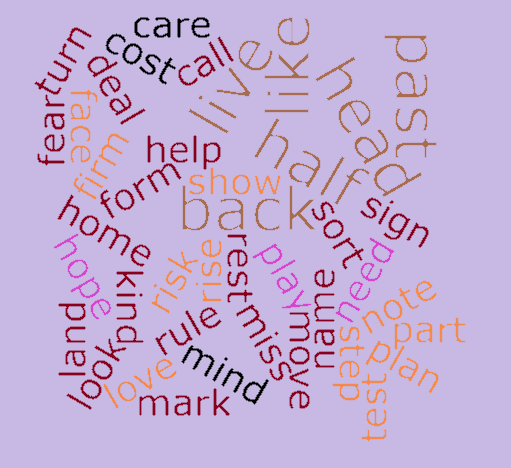 care
turn
cost
call
live
like
past
deal
head
fear
face
firm
help
half
form
show
back
sign
sort
home
hope
kind
risk
rise
rest
play
need
name
note
land
rule
miss
move
part
look
love
mind
step
plan
mark
test